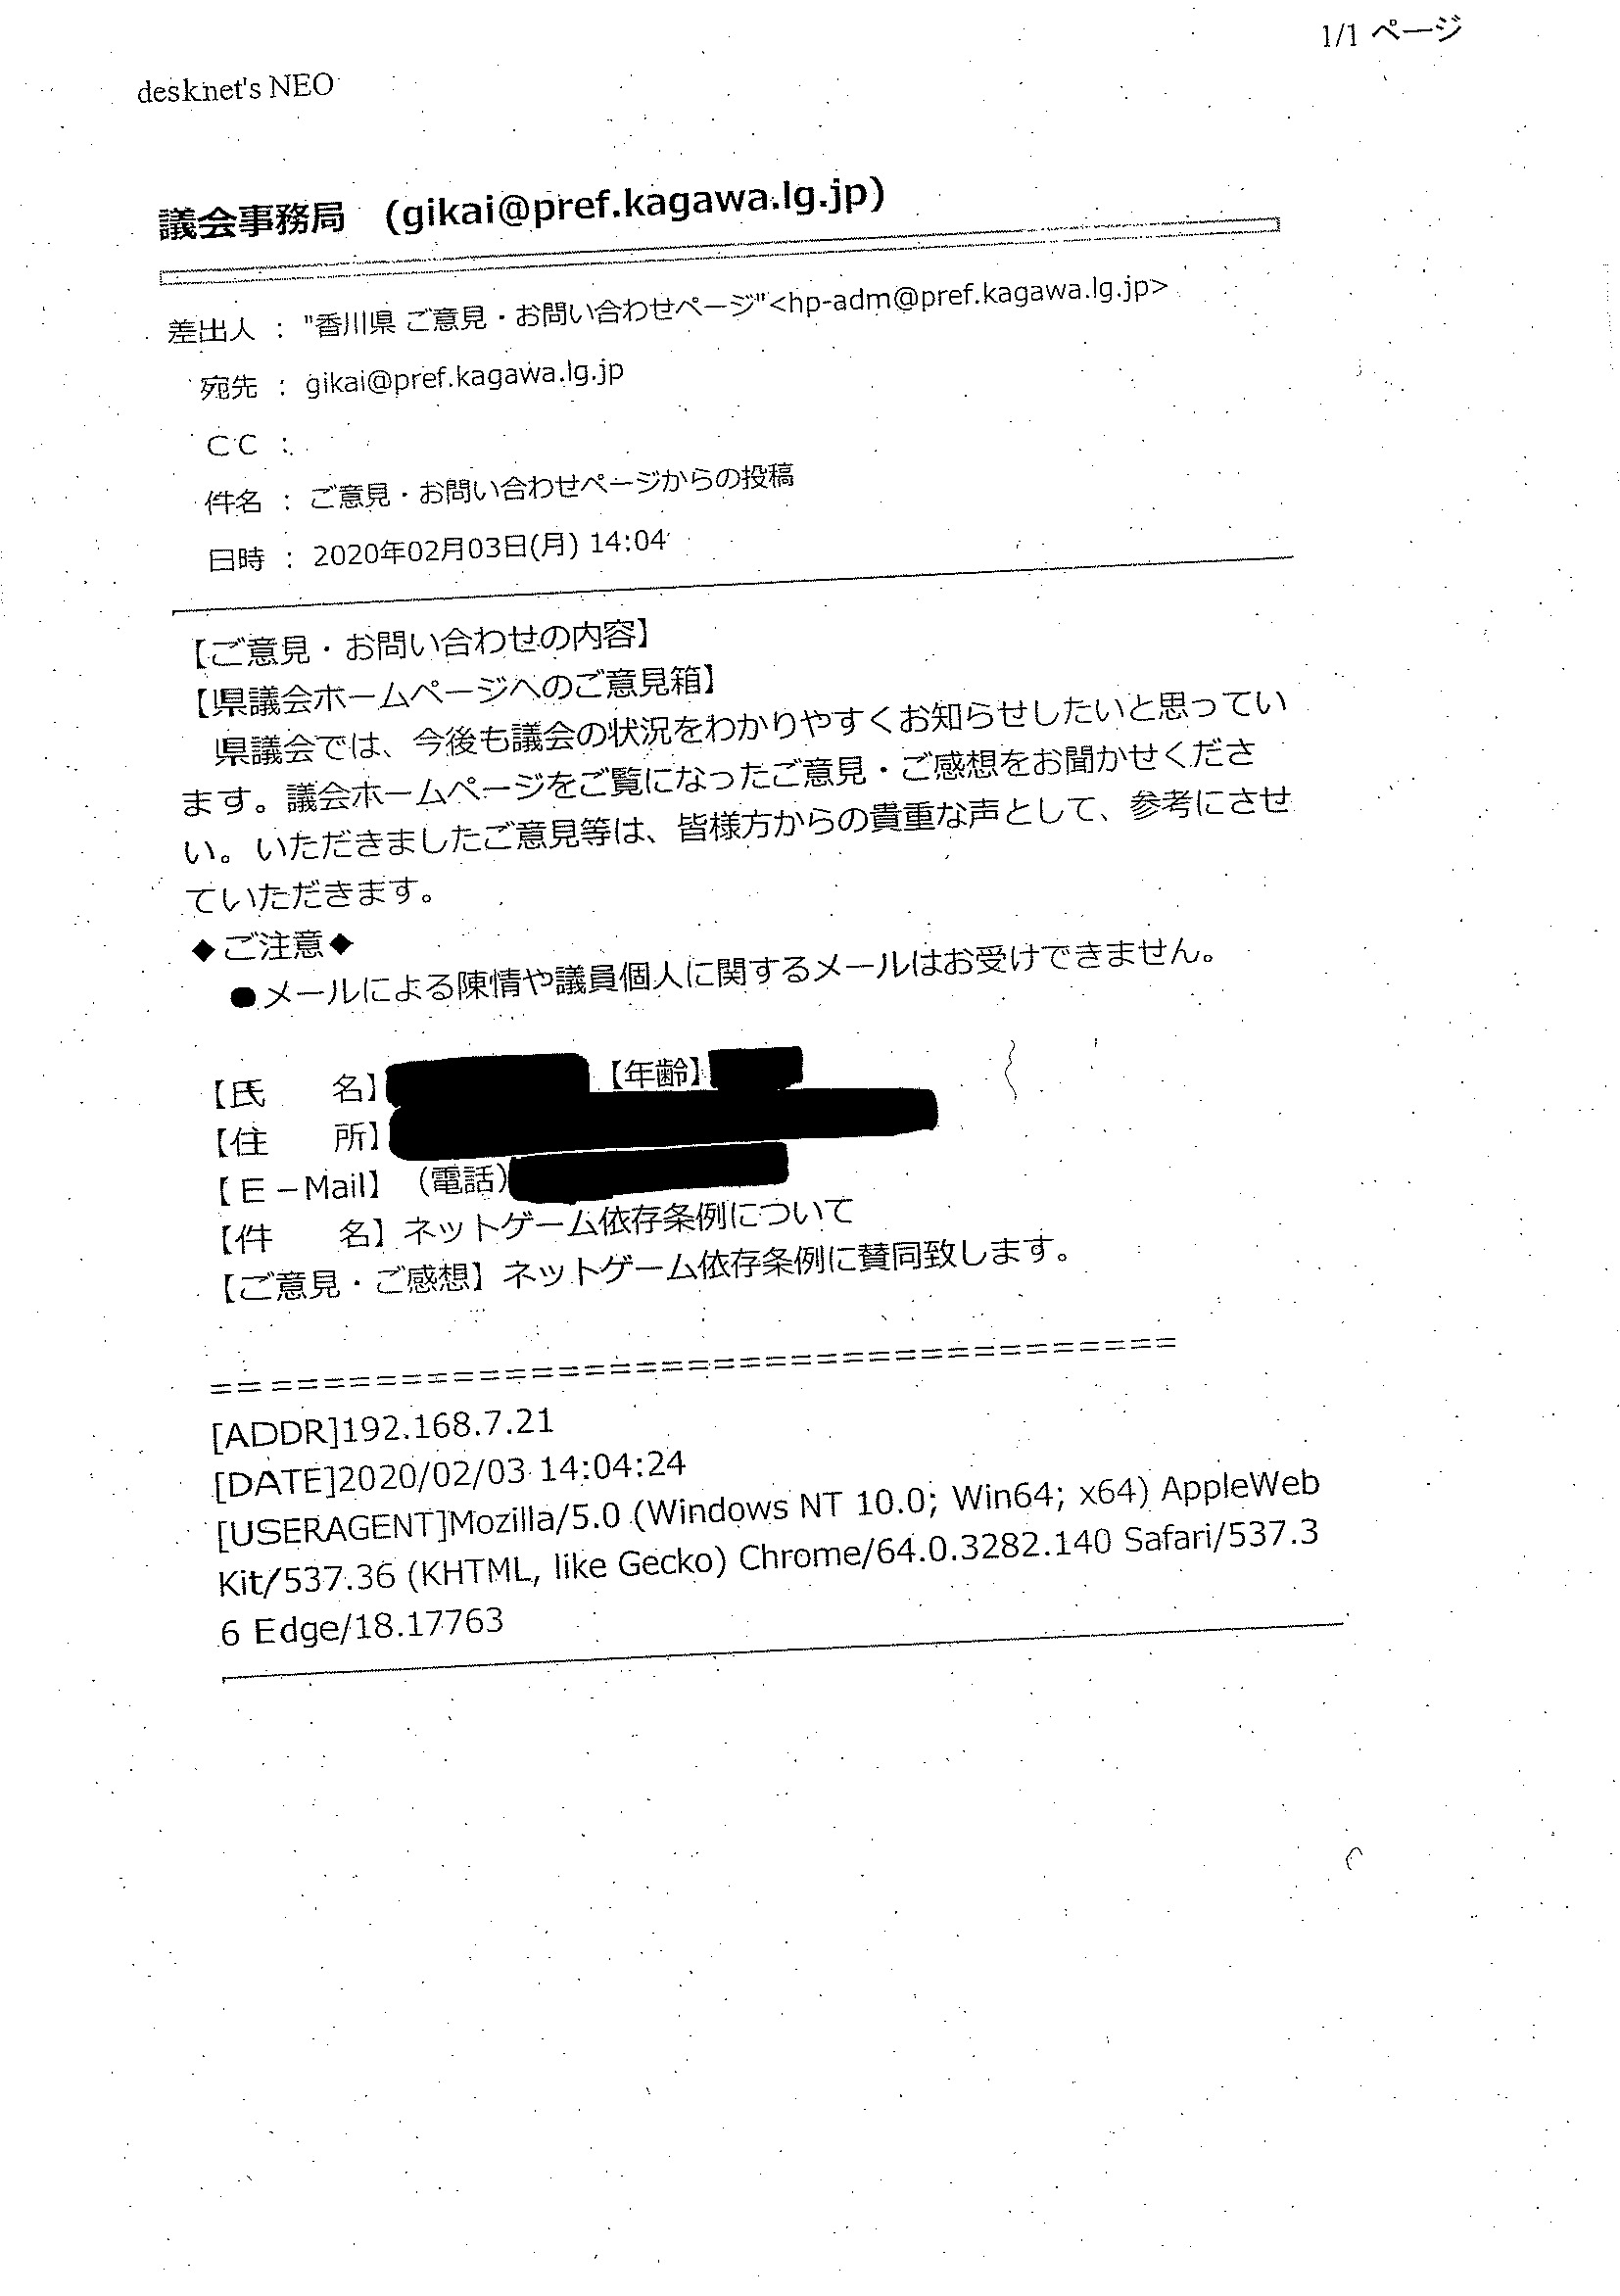 1/1 ページ
desknet's NEO
議会事務局　(gikai@pref.kagawa.lg.jp)
差出人 ： "香川県 ご意見・お問い合わせページ"<hp-adm@pref.kagawa.lg.jp>
宛先 ： gikai@pref.kagawa.lg.jp
ＣＣ ：
件名 ： ご意見・お問い合わせページからの投稿
日時 ： 2020年02月03日(月) 14:04
【ご意見・お問い合わせの内容】
【県議会ホームページへのご意見箱】
　県議会では、今後も議会の状況をわかりやすくお知らせしたいと思ってい
ます。議会ホームページをご覧になったご意見・ご感想をお聞かせくださ
い。いただきましたご意見等は、皆様方からの貴重な声として、参考にさせ
ていただきます。
◆ご注意◆
　●メールによる陳情や議員個人に関するメールはお受けできません。
【氏　　名】 【年齢】
【住　　所】
【Ｅ－Mail】（電話）
【件　　名】ネットゲーム依存条例について
【ご意見・ご感想】ネットゲーム依存条例に賛同致します。
=====================================
[ADDR]192.168.7.21
[DATE]2020/02/03 14:04:24
[USERAGENT]Mozilla/5.0 (Windows NT 10.0; Win64; x64) AppleWeb
Kit/537.36 (KHTML, like Gecko) Chrome/64.0.3282.140 Safari/537.3
6 Edge/18.17763